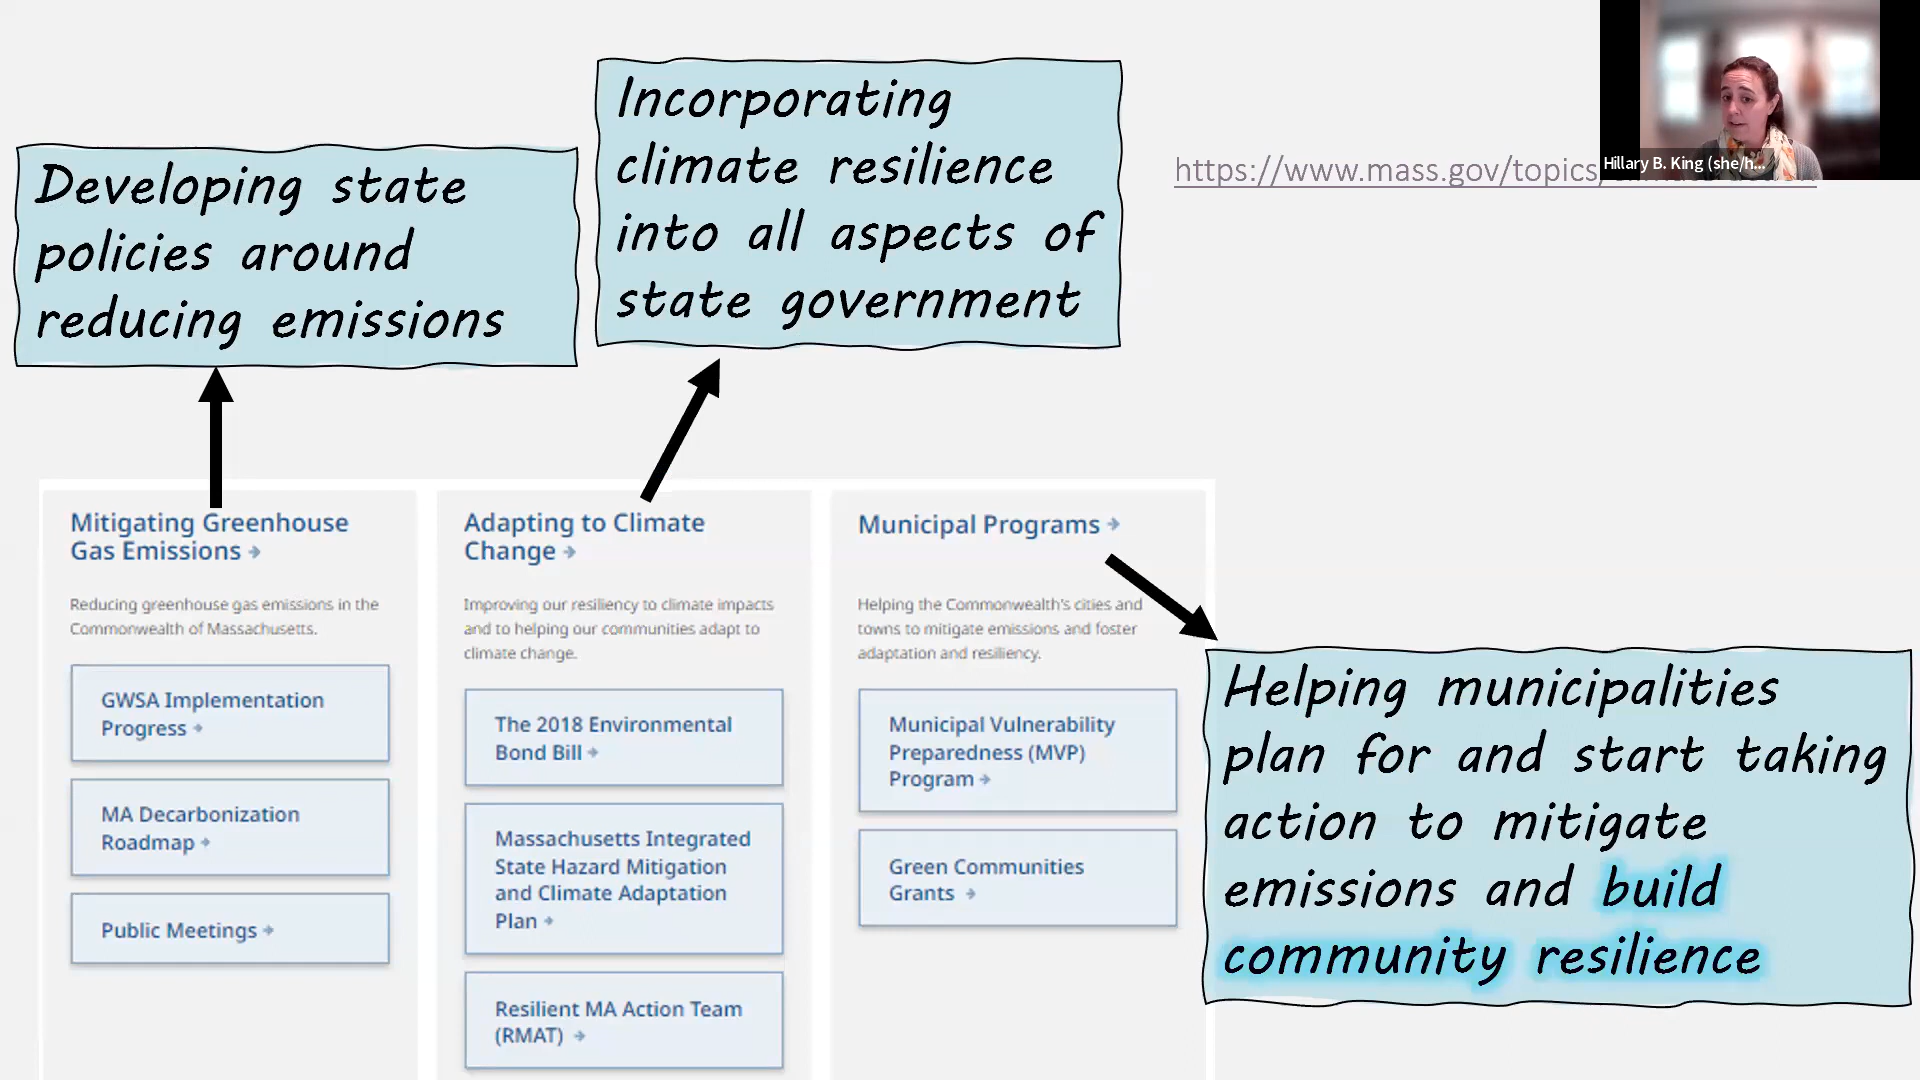 Incorporating
climate resilience
into all aspects of
state government
Developing state
policies around
reducing emissions
https://www.mass.gov/topics/
Hillary B. King (she/h...
Mitigating Greenhouse
Gas Emissions
Reducing greenhouse gas emissions in the
Commonwealth of Massachusetts.
GWSA Implementation
Progress
MA Decarbonization
Roadmap
Public Meetings
Adapting to Climate
Change
Improving our resiliency to climate impacts
and to helping our communities adapt to
climate change.
The 2018 Environmental
Bond Bill
Massachusetts Integrated
State Hazard Mitigation
and Climate Adaptation
Plan
Resilient MA Action Team
(RMAT)
Municipal Programs
Helping the Commonwealth's cities and
towns to mitigate emissions and foster
adaptation and resiliency.
Municipal Vulnerability
Preparedness (MVP)
Program
Green Communities
Grants
Helping municipalities
plan for and start taking
action to mitigate
emissions and build
community resilience